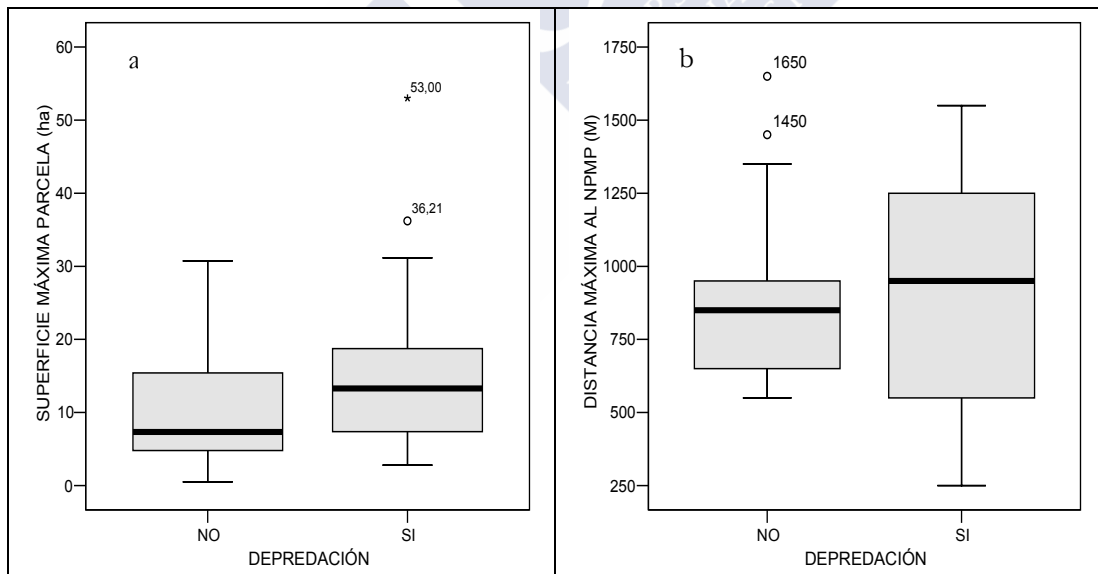 a
SUPERFICIE MÁXIMA PARCELA (ha)
60
50
40
30
20
10
0
53,00
36,21
NO
SI
DEPREDACIÓN
b
DISTANCIA MÁXIMA AL NPMP (M)
1750
1500
1250
1000
750
500
250
1650
1450
NO
SI
DEPREDACIÓN